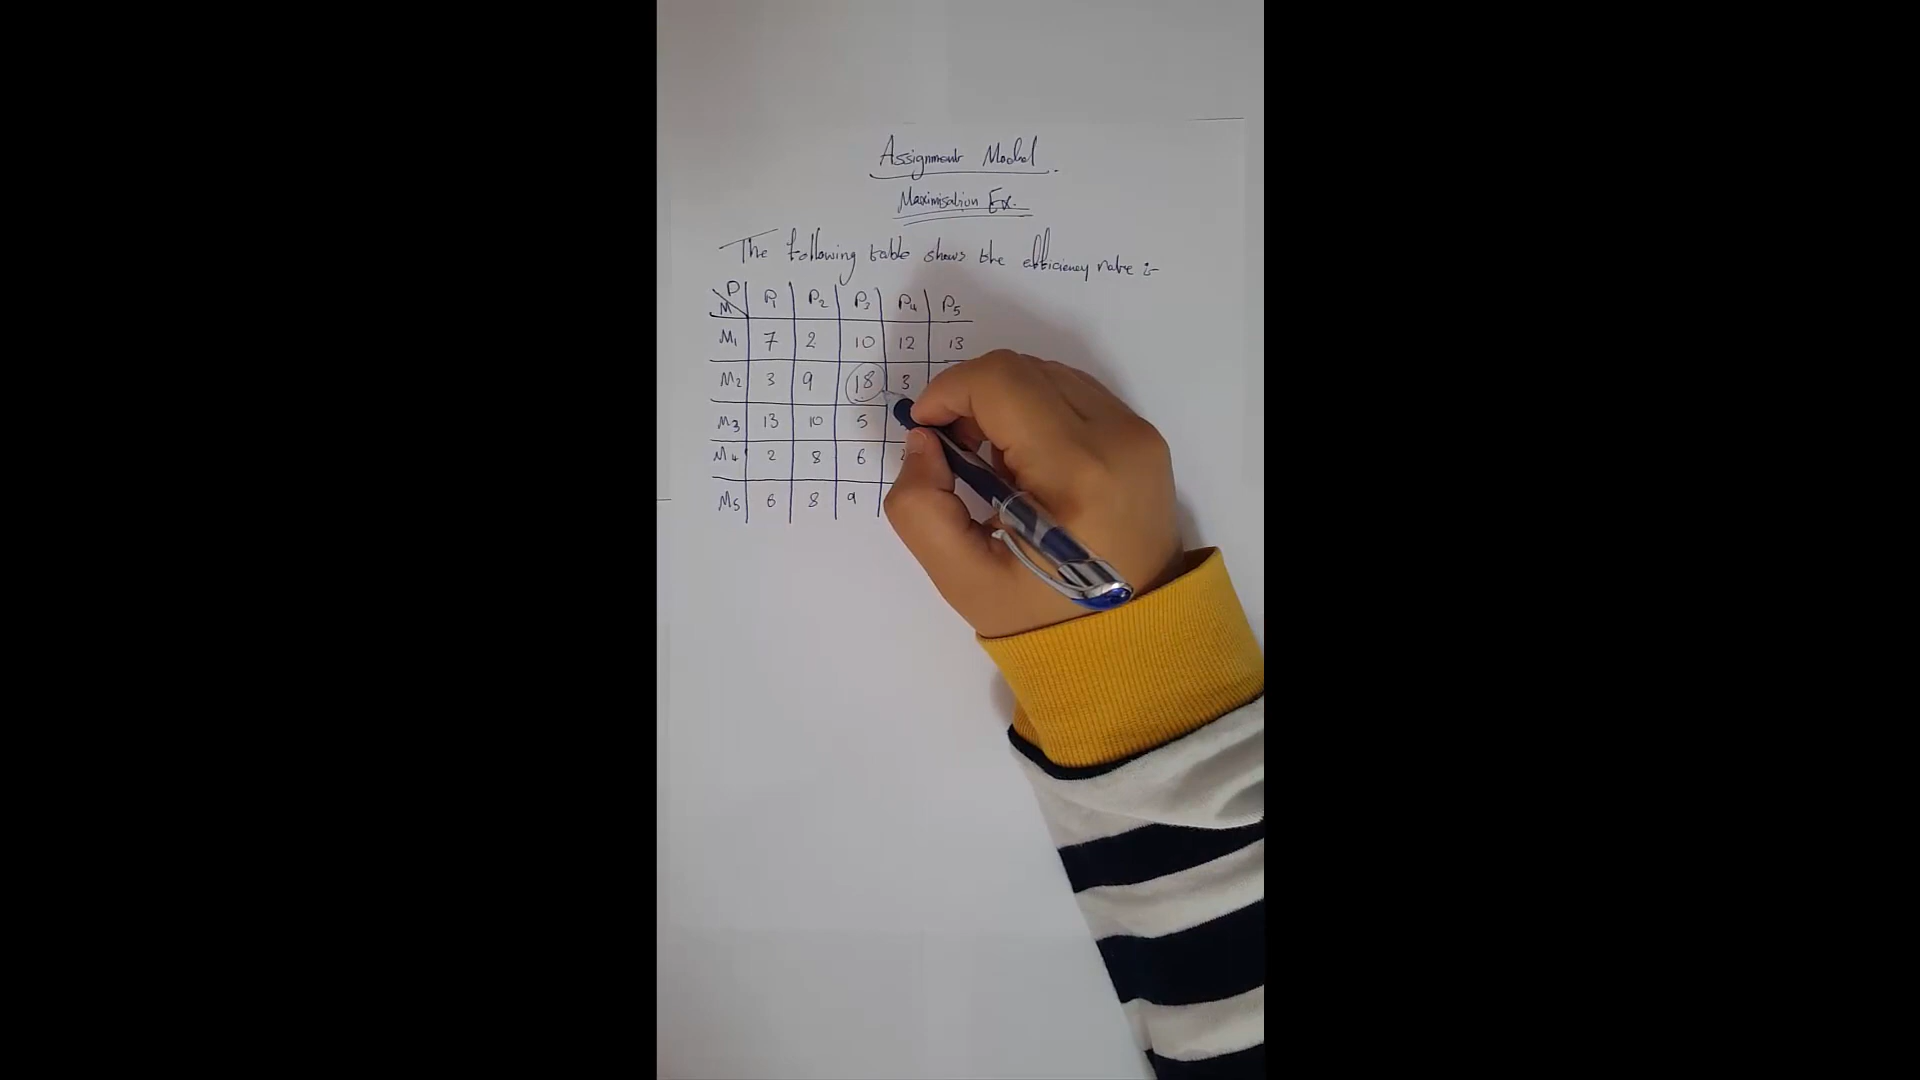 Assignment Model.
Maximisation Ex.
The following table shows the efficiency rate :-
P
M P1 P2 P3 P4 P5
M1 7 2 10 12 13
M2 3 9 18 3
M3 13 10 5
M4 2 8 6
M5 6 8 9